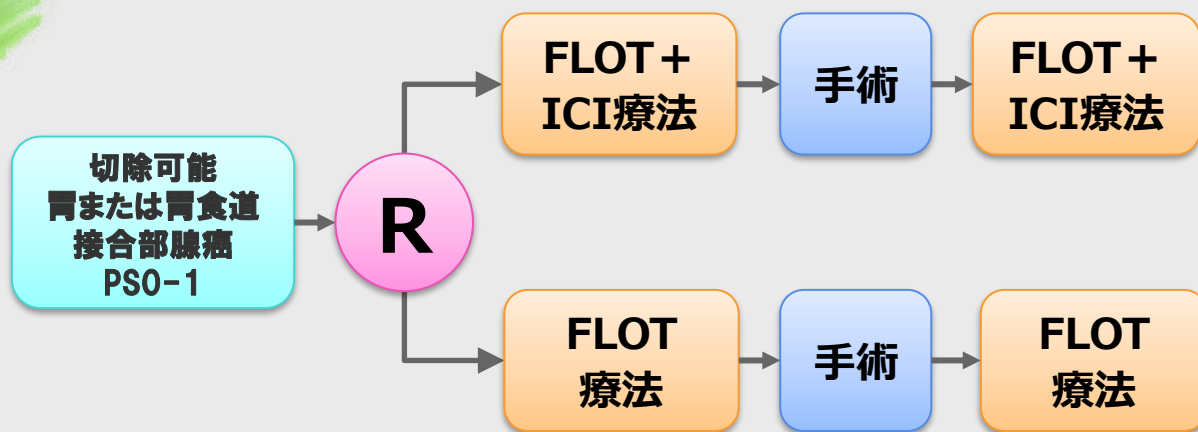 切除可能
胃または胃食道
接合部腺癌
PS0-1
R
FLOT＋
ICI療法
手術
FLOT＋
ICI療法
FLOT
療法
手術
FLOT
療法